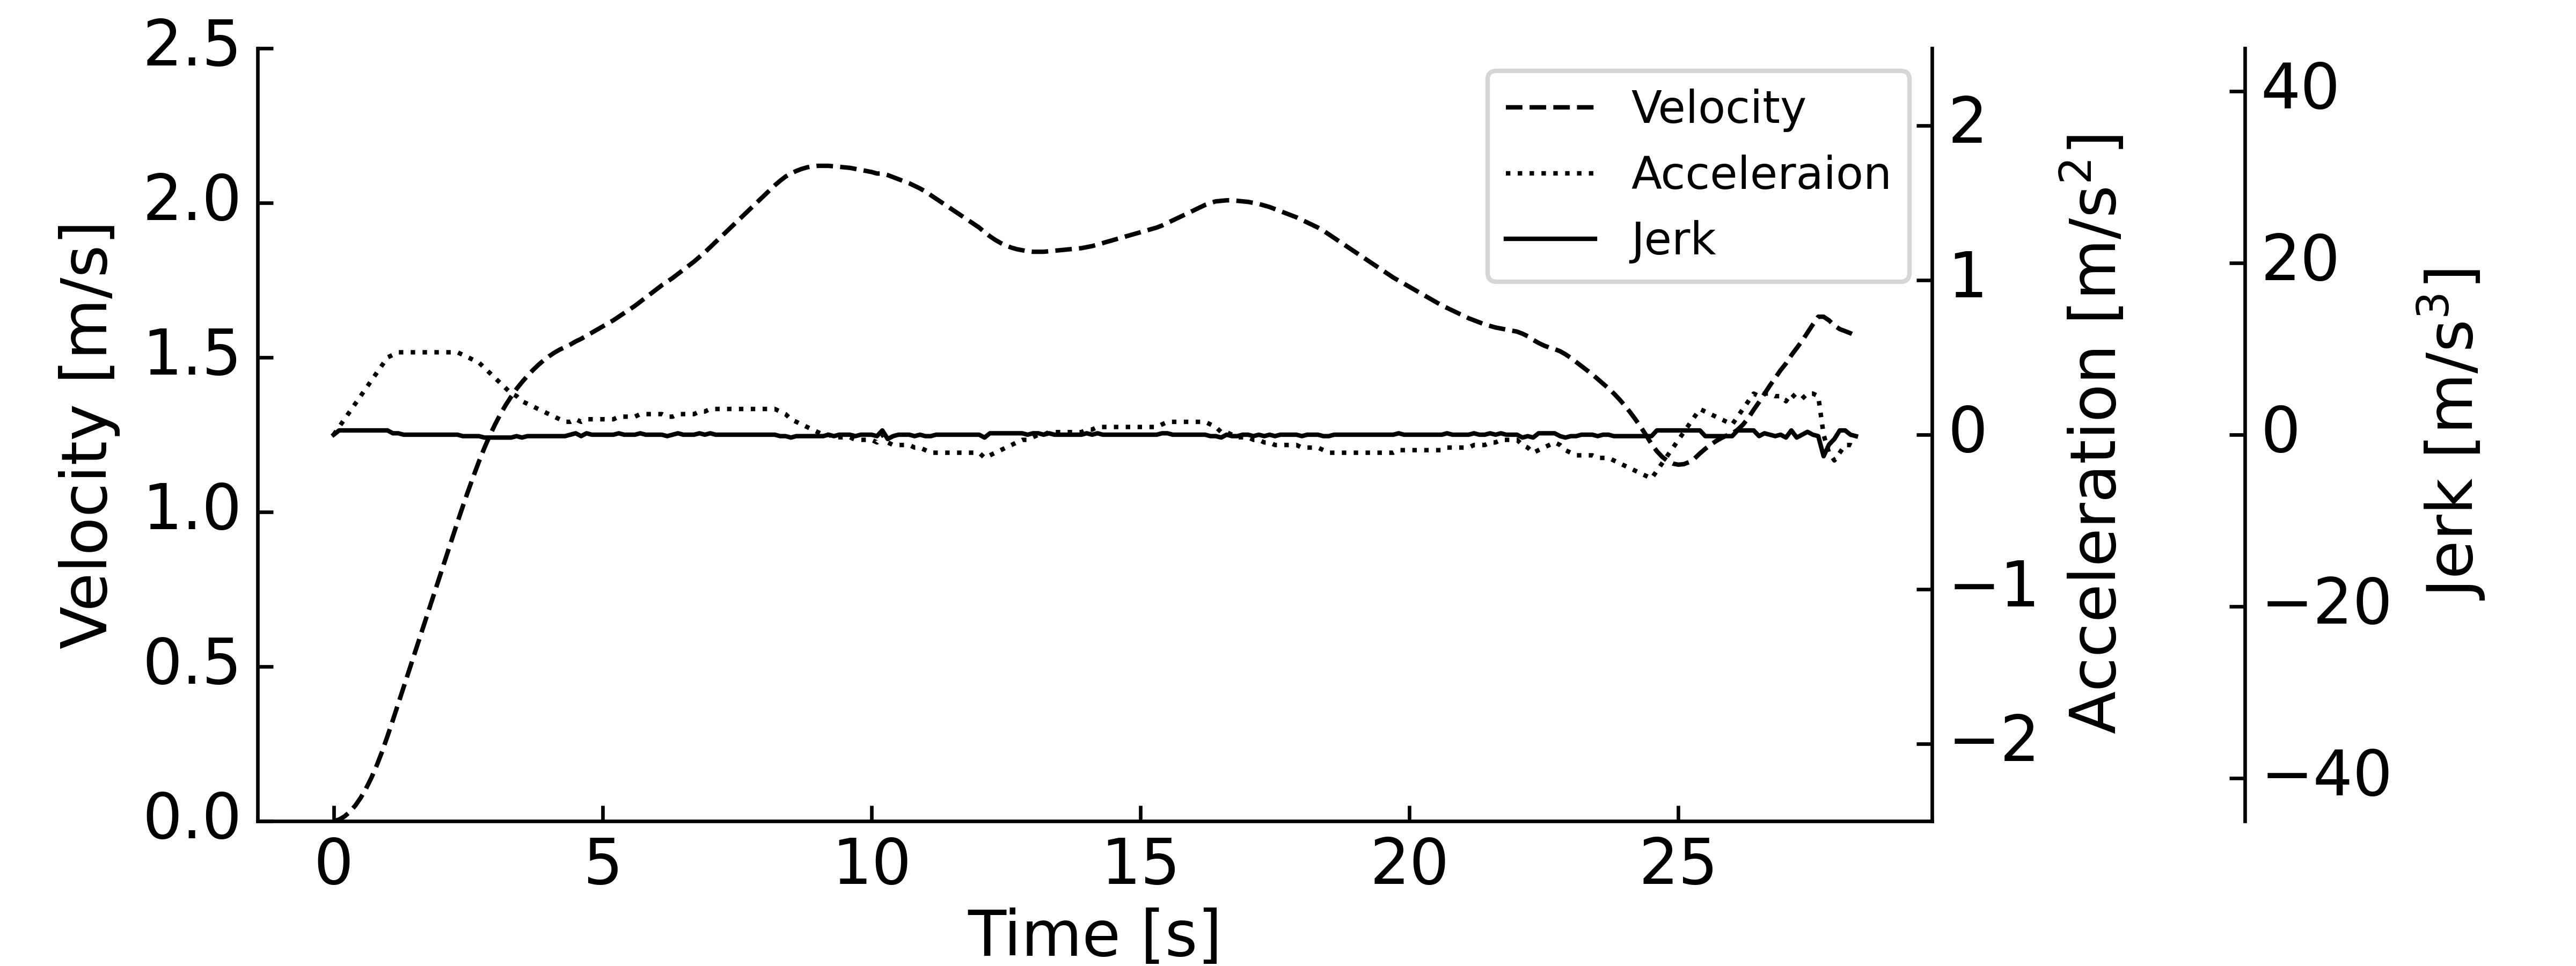 Velocity [m/s]
2.5
2.0
1.5
1.0
0.5
0.0
0 5 10 15 20 25
Time [s]
Velocity
Acceleraion
Jerk
2
1
0
−1
−2
Acceleration [m/s²]
40
20
0
−20
−40
Jerk [m/s³]